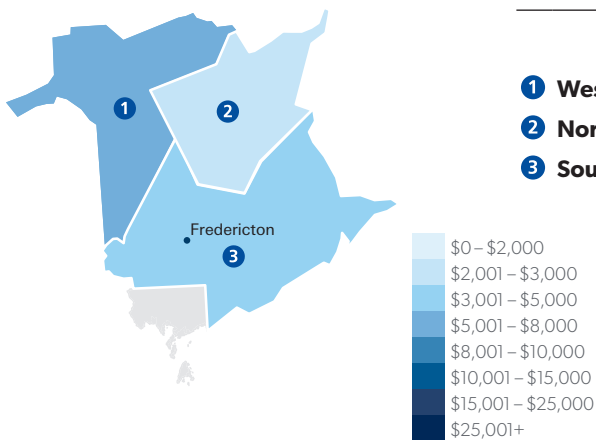 1
2
Fredericton
3
1 Wes
2 Nor
3 Sou
$0 – $2,000
$2,001 – $3,000
$3,001 – $5,000
$5,001 – $8,000
$8,001 – $10,000
$10,001 – $15,000
$15,001 – $25,000
$25,001+